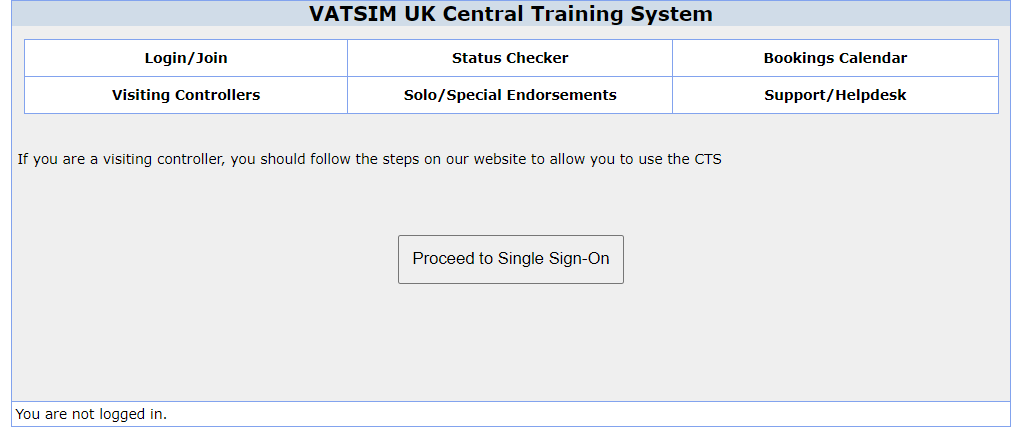 VATSIM UK Central Training System
Login/Join
Status Checker
Bookings Calendar
Visiting Controllers
Solo/Special Endorsements
Support/Helpdesk
If you are a visiting controller, you should follow the steps on our website to allow you to use the CTS
Proceed to Single Sign-On
You are not logged in.